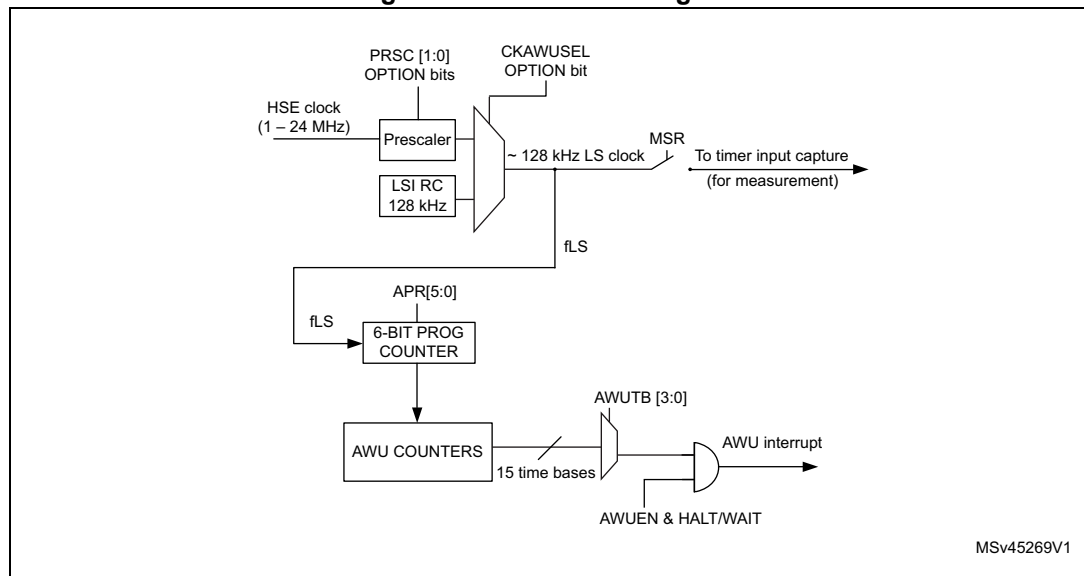 PRSC [1:0]
OPTION bits
CKAWUSEL
OPTION bit
HSE clock
(1 – 24 MHz)
Prescaler
LSI RC
128 kHz
~ 128 kHz LS clock
MSR
To timer input capture
(for measurement)
fLS
APR[5:0]
fLS
6-BIT PROG
COUNTER
AWU COUNTERS
15 time bases
AWUTB [3:0]
AWU interrupt
AWUEN & HALT/WAIT
MSv45269V1